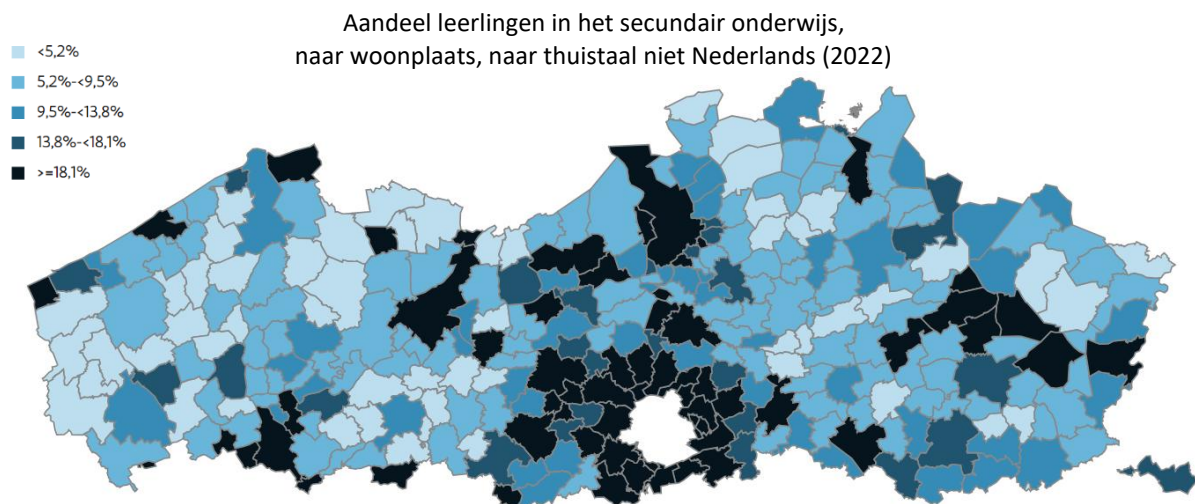 Aandeel leerlingen in het secundair onderwijs,
naar woonplaats, naar thuistaal niet Nederlands (2022)
<5,2%
5,2%-<9,5%
9,5%-<13,8%
13,8%-<18,1%
>=18,1%